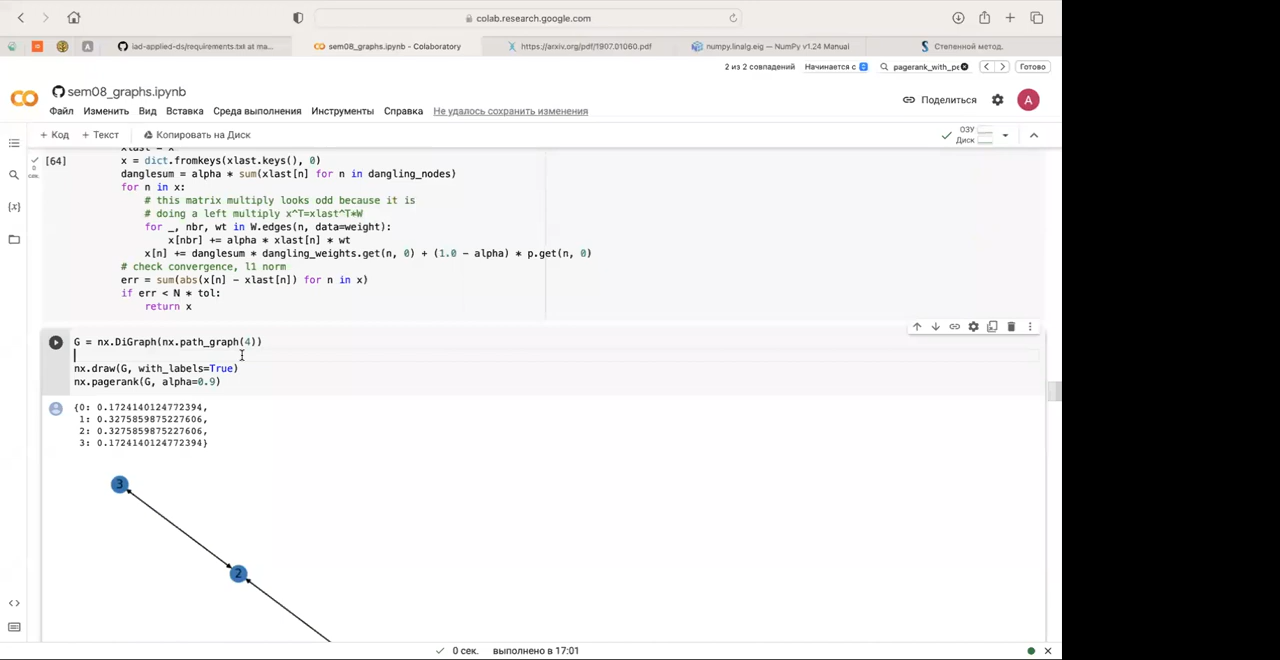 colab.research.google.com
iad-applied-ds/requirements.txt at ma...
sem08_graphs.ipynb - Colaboratory
https://arxiv.org/pdf/1907.01060.pdf
numpy.linalg.eig — NumPy v1.24 Manual
Степенной метод.
2 из 2 совпадений
Начинается с
pagerank_with_pe
Готово
sem08_graphs.ipynb
Файл Изменить Вид Вставка Среда выполнения Инструменты Справка Не удалось сохранить изменения
Поделиться
A
+ Код + Текст Копировать на Диск
ОЗУ
Диск
[64]
0
сек.
xlast = x
x = dict.fromkeys(xlast.keys(), 0)
danglesum = alpha * sum(xlast[n] for n in dangling_nodes)
for n in x:
# this matrix multiply looks odd because it is
# doing a left multiply x^T=xlast^T*W
for _, nbr, wt in W.edges(n, data=weight):
x[nbr] += alpha * xlast[n] * wt
x[n] += danglesum * dangling_weights.get(n, 0) + (1.0 - alpha) * p.get(n, 0)
# check convergence, l1 norm
err = sum(abs(x[n] - xlast[n]) for n in x)
if err < N * tol:
return x
G = nx.DiGraph(nx.path_graph(4))
nx.draw(G, with_labels=True)
nx.pagerank(G, alpha=0.9)
{0: 0.1724140124772394,
1: 0.3275859875227606,
2: 0.3275859875227606,
3: 0.1724140124772394}
3
2
0 сек. выполнено в 17:01